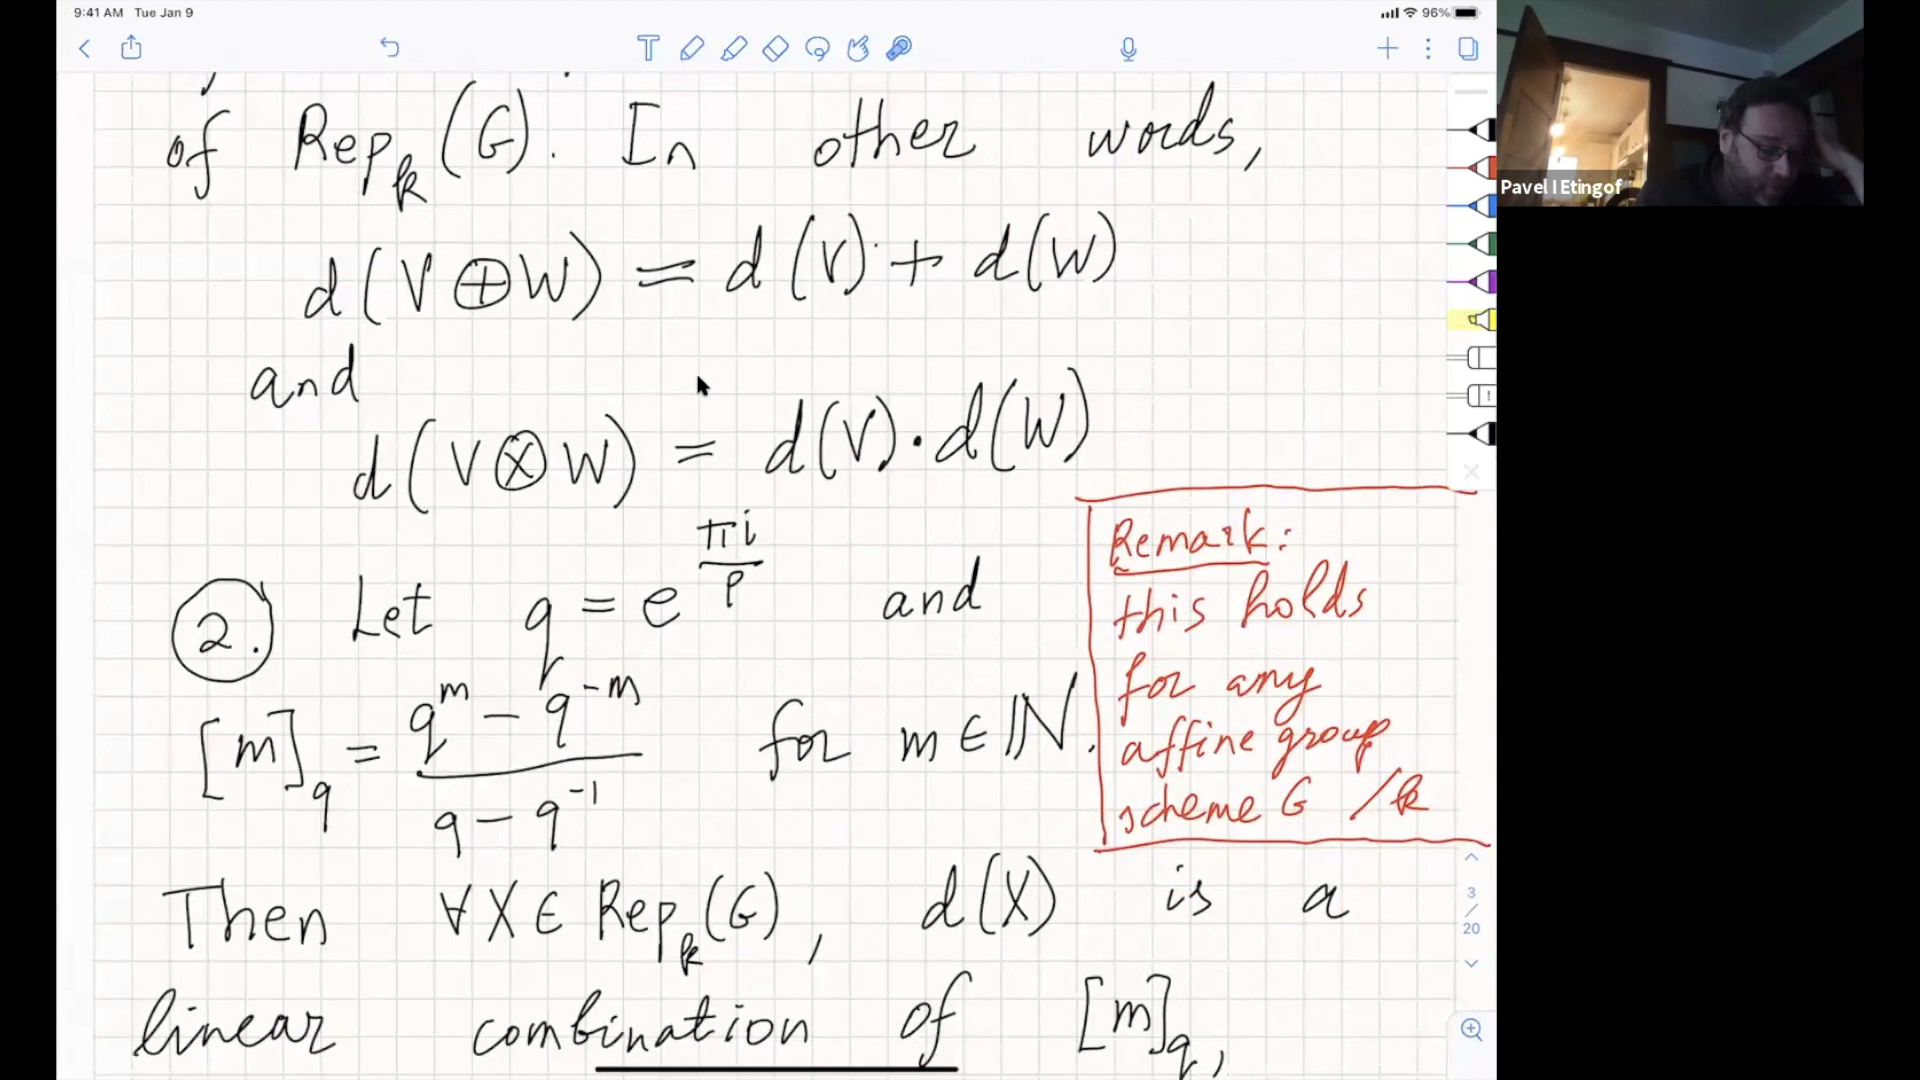 9:41 AM Tue Jan 9
96%
of Rep_k(G). In other words,
d(V⊕W) = d(V) + d(W)
and
d(V⊗W) = d(V)·d(W)
2. Let q = e^{πi/p} and
[m]_q = \frac{q^m - q^{-m}}{q - q^{-1}} for m ∈ ℕ.
Then ∀X ∈ Rep_k(G), d(X) is a
linear combination of [m]_q,
Remark:
this holds
for any
affine group
scheme G /k
3
/
20
Pavel I Etingof